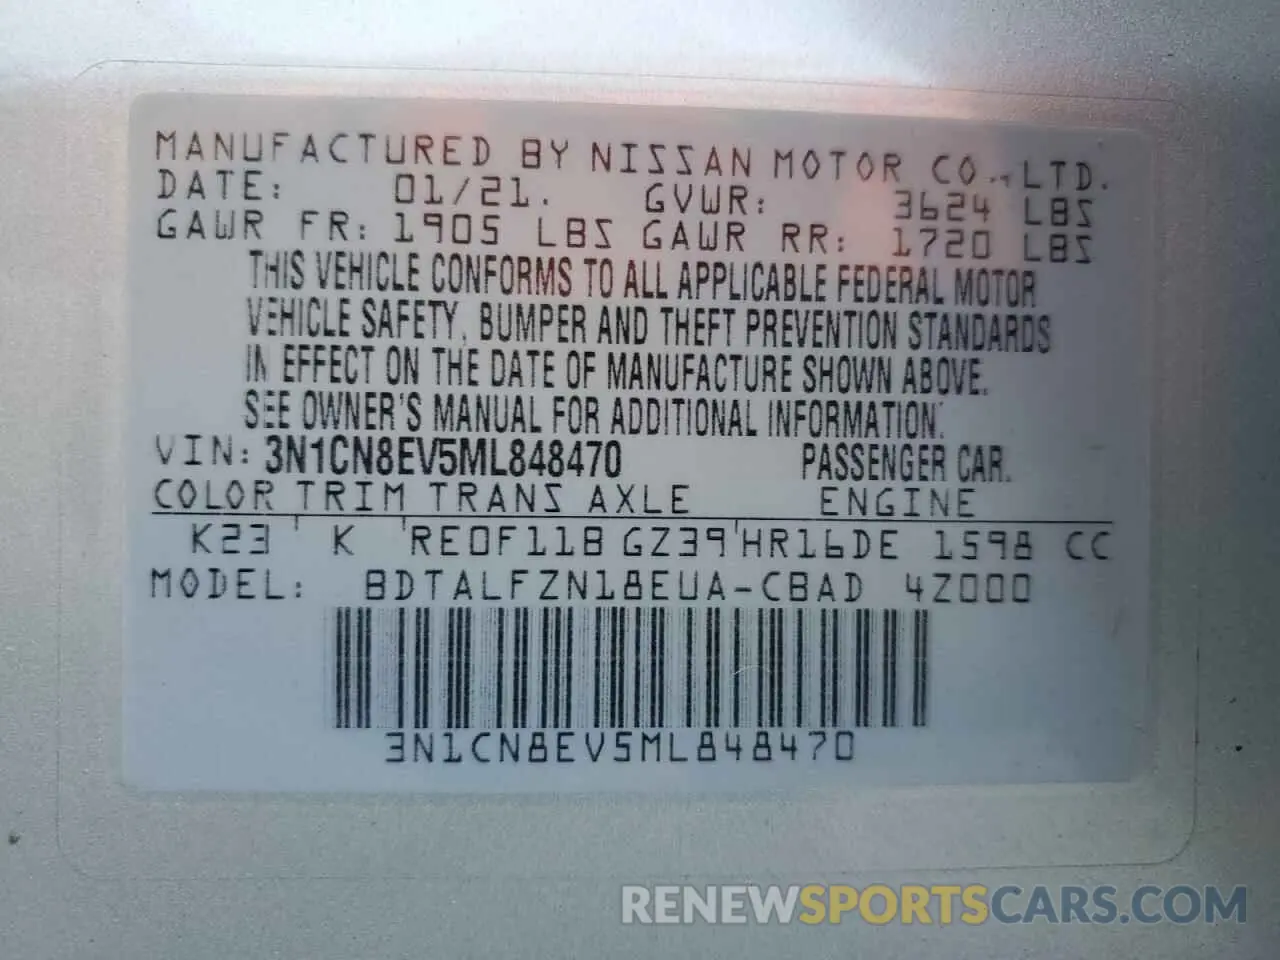 MANUFACTURED BY NISSAN MOTOR CO., LTD.
DATE: 01/21. GVWR: 3624 LBS
GAWR FR: 1905 LBS GAWR RR: 1720 LBS
THIS VEHICLE CONFORMS TO ALL APPLICABLE FEDERAL MOTOR
VEHICLE SAFETY, BUMPER AND THEFT PREVENTION STANDARDS
IN EFFECT ON THE DATE OF MANUFACTURE SHOWN ABOVE.
SEE OWNER'S MANUAL FOR ADDITIONAL INFORMATION.
VIN: 3N1CN8EV5ML848470 PASSENGER CAR.
COLOR TRIM TRANS AXLE ENGINE
K23 K RE0F11B GZ39 HR16DE 1598 CC
MODEL: BDTALFZN18EUA-CBAD 4Z000
3N1CN8EV5ML848470
RENEWSPORTSCARS.COM